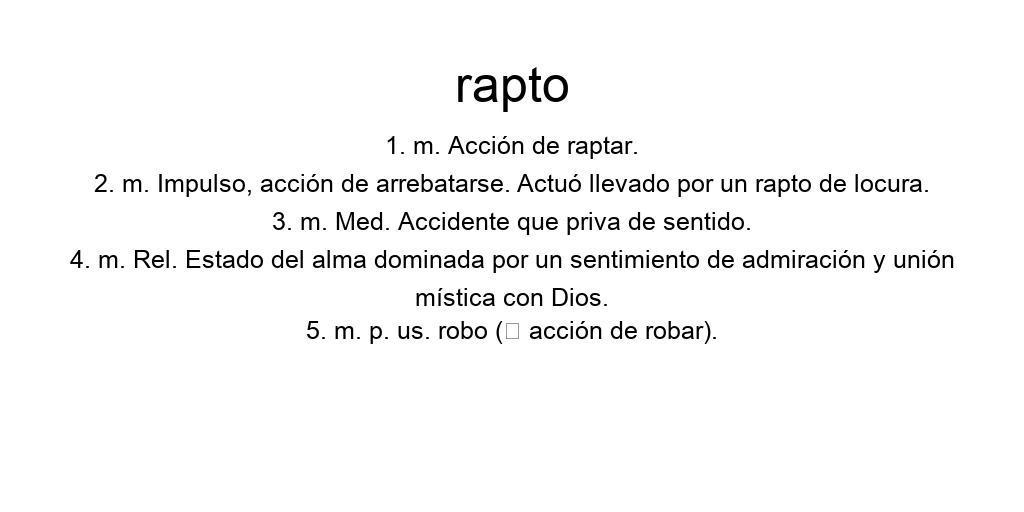 rapto
1. m. Acción de raptar.
2. m. Impulso, acción de arrebatarse. Actuó llevado por un rapto de locura.
3. m. Med. Accidente que priva de sentido.
4. m. Rel. Estado del alma dominada por un sentimiento de admiración y unión
mística con Dios.
5. m. p. us. robo (□ acción de robar).